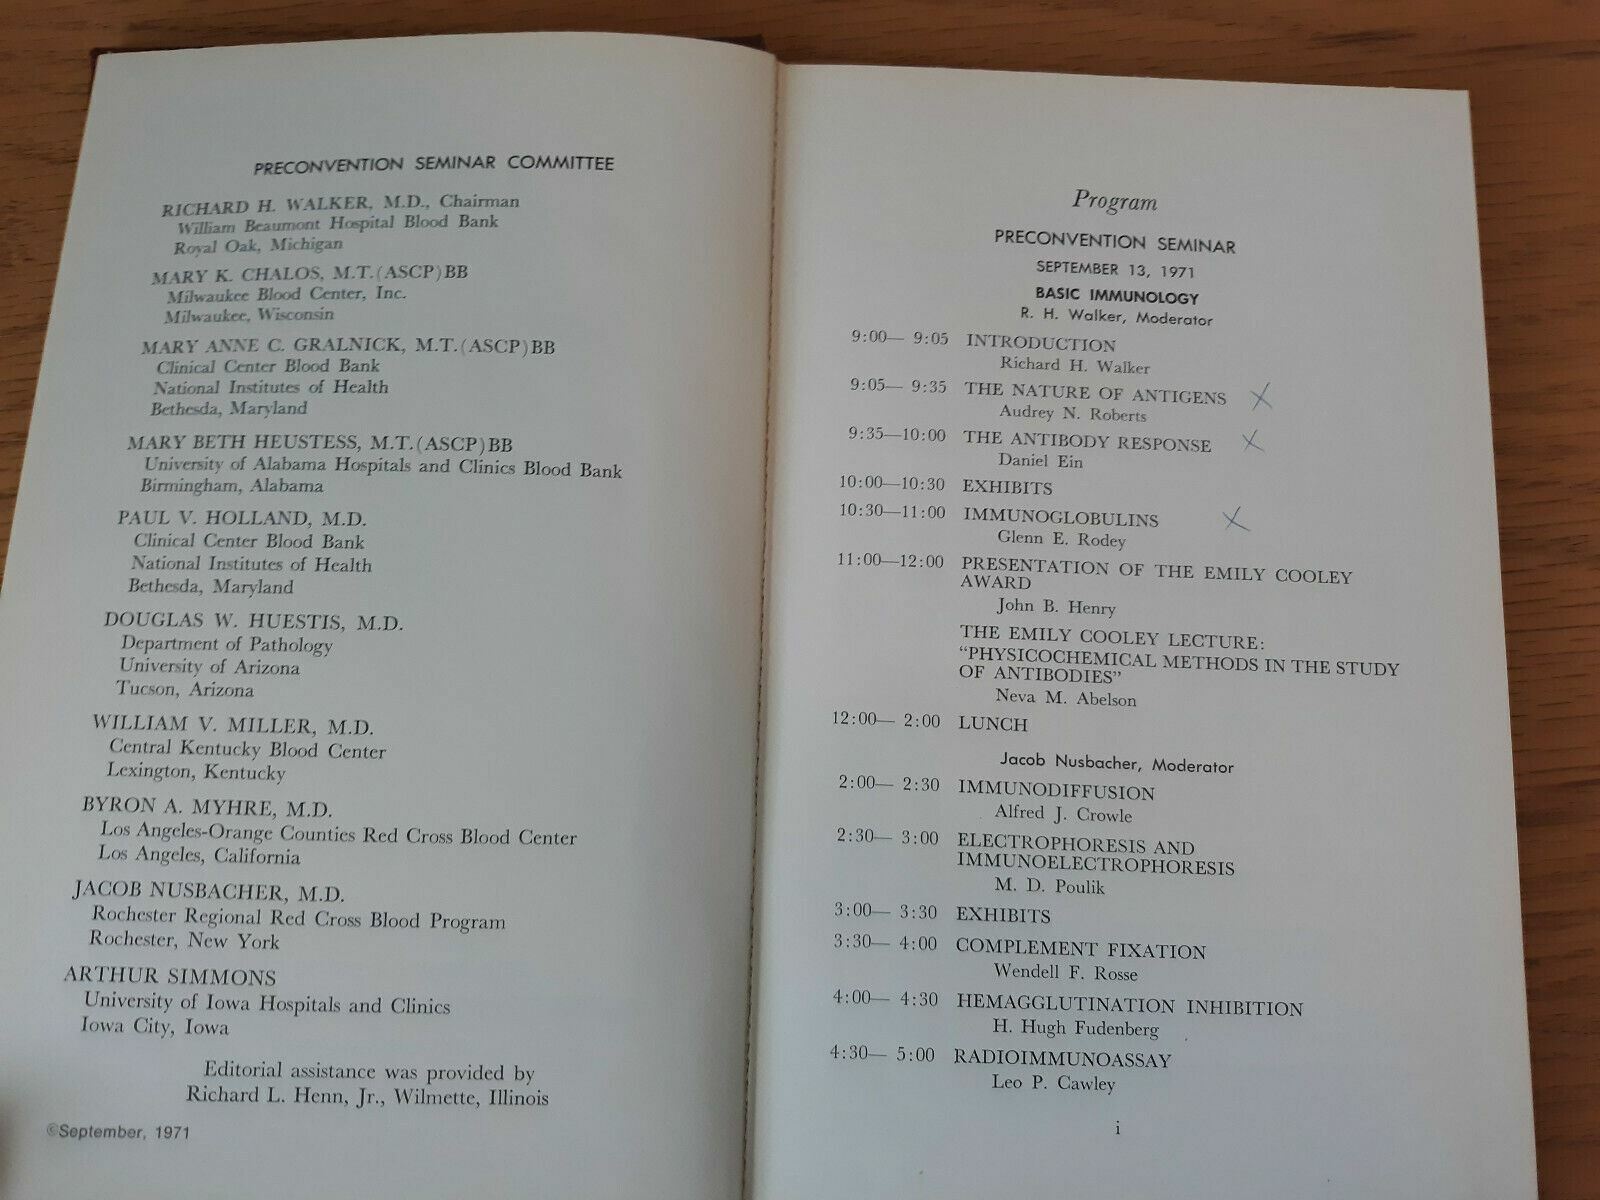 PRECONVENTION SEMINAR COMMITTEE
RICHARD H. WALKER, M.D., Chairman
William Beaumont Hospital Blood Bank
Royal Oak, Michigan
MARY K. CHALOS, M.T.(ASCP)BB
Milwaukee Blood Center, Inc.
Milwaukee, Wisconsin
MARY ANNE C. GRALNICK, M.T.(ASCP)BB
Clinical Center Blood Bank
National Institutes of Health
Bethesda, Maryland
MARY BETH HEUSTESS, M.T.(ASCP)BB
University of Alabama Hospitals and Clinics Blood Bank
Birmingham, Alabama
PAUL V. HOLLAND, M.D.
Clinical Center Blood Bank
National Institutes of Health
Bethesda, Maryland
DOUGLAS W. HUESTIS, M.D.
Department of Pathology
University of Arizona
Tucson, Arizona
WILLIAM V. MILLER, M.D.
Central Kentucky Blood Center
Lexington, Kentucky
BYRON A. MYHRE, M.D.
Los Angeles-Orange Counties Red Cross Blood Center
Los Angeles, California
JACOB NUSBACHER, M.D.
Rochester Regional Red Cross Blood Program
Rochester, New York
ARTHUR SIMMONS
University of Iowa Hospitals and Clinics
Iowa City, Iowa
Editorial assistance was provided by
Richard L. Henn, Jr., Wilmette, Illinois
©September, 1971
Program
PRECONVENTION SEMINAR
SEPTEMBER 13, 1971
BASIC IMMUNOLOGY
R. H. Walker, Moderator
9:00— 9:05 INTRODUCTION
Richard H. Walker
9:05— 9:35 THE NATURE OF ANTIGENS X
Audrey N. Roberts
9:35—10:00 THE ANTIBODY RESPONSE X
Daniel Ein
10:00—10:30 EXHIBITS
10:30—11:00 IMMUNOGLOBULINS X
Glenn E. Rodey
11:00—12:00 PRESENTATION OF THE EMILY COOLEY
AWARD
John B. Henry
THE EMILY COOLEY LECTURE:
"PHYSICOCHEMICAL METHODS IN THE STUDY
OF ANTIBODIES"
Neva M. Abelson
12:00— 2:00 LUNCH
Jacob Nusbacher, Moderator
2:00— 2:30 IMMUNODIFFUSION
Alfred J. Crowle
2:30— 3:00 ELECTROPHORESIS AND
IMMUNOELECTROPHORESIS
M. D. Poulik
3:00— 3:30 EXHIBITS
3:30— 4:00 COMPLEMENT FIXATION
Wendell F. Rosse
4:00— 4:30 HEMAGGLUTINATION INHIBITION
H. Hugh Fudenberg
4:30— 5:00 RADIOIMMUNOASSAY
Leo P. Cawley
i